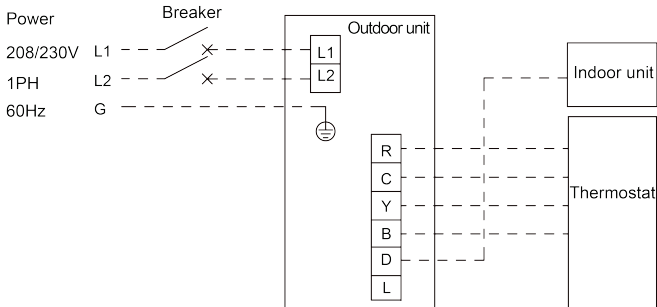 Power
Breaker
Outdoor unit
208/230V L1
L1
1PH L2
L2
60Hz G
Indoor unit
R
C
Y
B
D
L
Thermostat